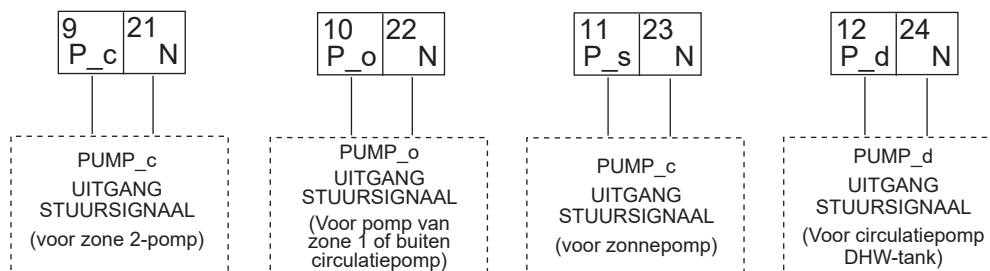 9 21
P_c N
PUMP_c
UITGANG
STUURSIGNAAL
(voor zone 2-pomp)
10 22
P_o N
PUMP_o
UITGANG
STUURSIGNAAL
(Voor pomp van
zone 1 of buiten
circulatiepomp)
11 23
P_s N
PUMP_c
UITGANG
STUURSIGNAAL
(voor zonnepomp)
12 24
P_d N
PUMP_d
UITGANG
STUURSIGNAAL
(Voor circulatiepomp
DHW-tank)